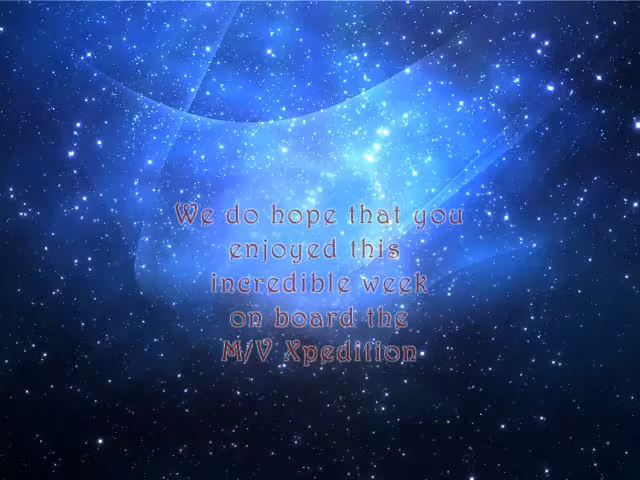 We do hope that you
enjoyed this
incredible week
on board the
M/V Xpedition